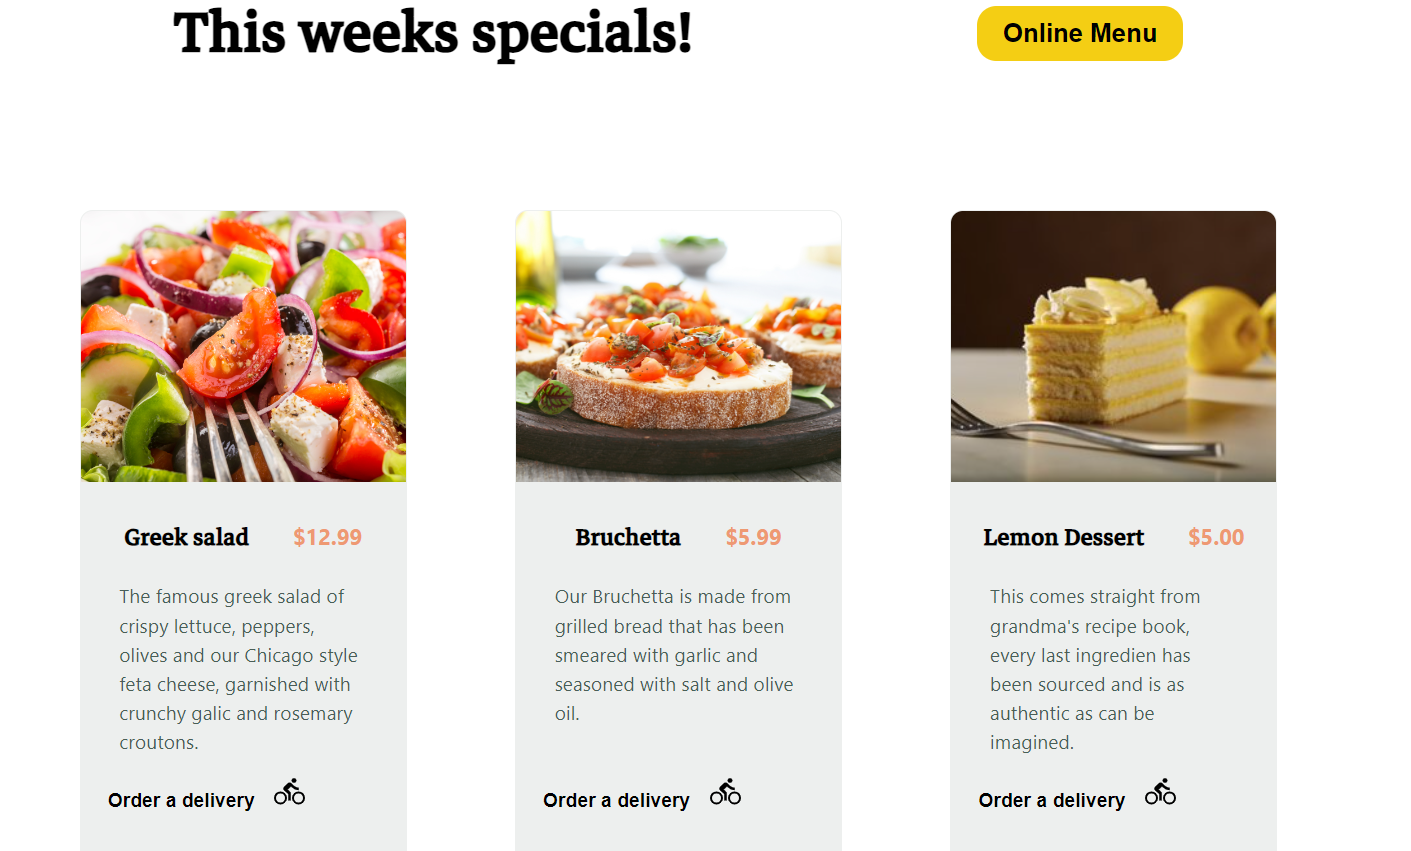 This weeks specials!
Online Menu
Greek salad $12.99
The famous greek salad of
crispy lettuce, peppers,
olives and our Chicago style
feta cheese, garnished with
crunchy galic and rosemary
croutons.
Order a delivery
Bruchetta $5.99
Our Bruchetta is made from
grilled bread that has been
smeared with garlic and
seasoned with salt and olive
oil.
Order a delivery
Lemon Dessert $5.00
This comes straight from
grandma's recipe book,
every last ingredien has
been sourced and is as
authentic as can be
imagined.
Order a delivery